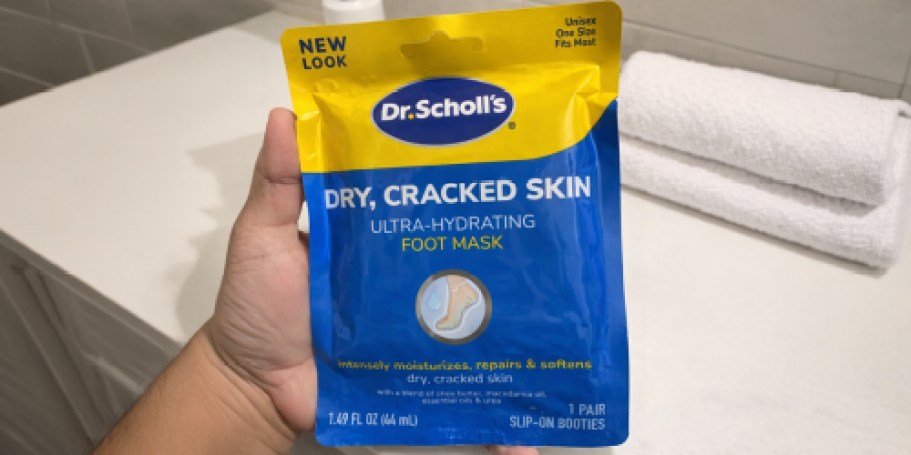 NEW
LOOK
Unisex
One Size
Fits Most
Dr.Scholl's
DRY, CRACKED SKIN
ULTRA-HYDRATING
FOOT MASK
intensely moisturizes, repairs & softens
dry, cracked skin
with a blend of shea butter, macadamia oil,
essential oils & urea
1.49 FL OZ (44 mL)
1 PAIR
SLIP-ON BOOTIES